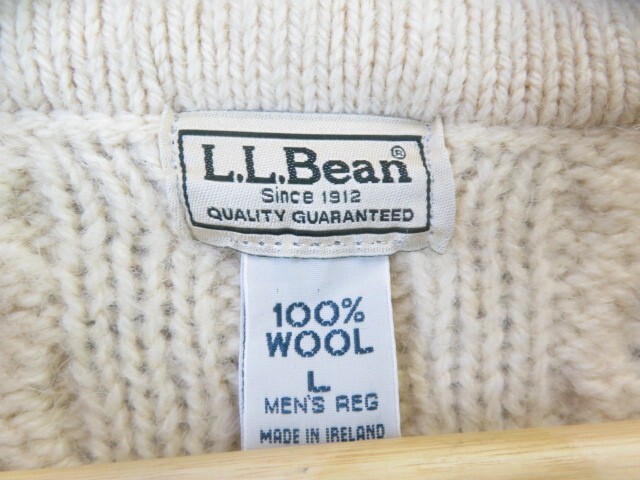 L.L.Bean®
Since 1912
QUALITY GUARANTEED
100%
WOOL
L
MEN'S REG
MADE IN IRELAND